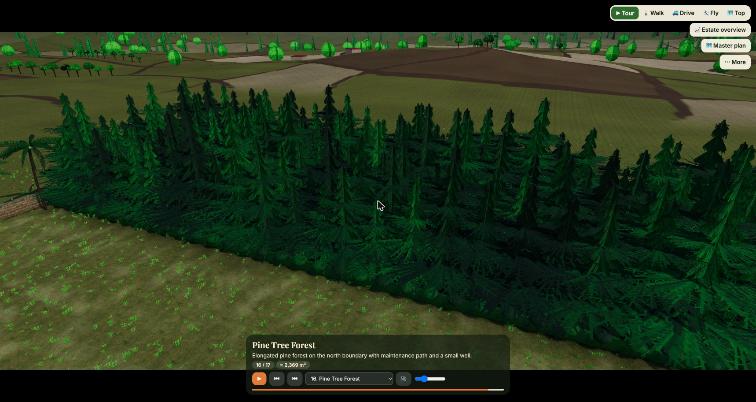 Tour Walk Drive Fly Top
Estate overview
Master plan
More
Pine Tree Forest
Elongated pine forest on the north boundary with maintenance path and a small well.
16 / 17 ≈ 2,369 m²
16. Pine Tree Forest